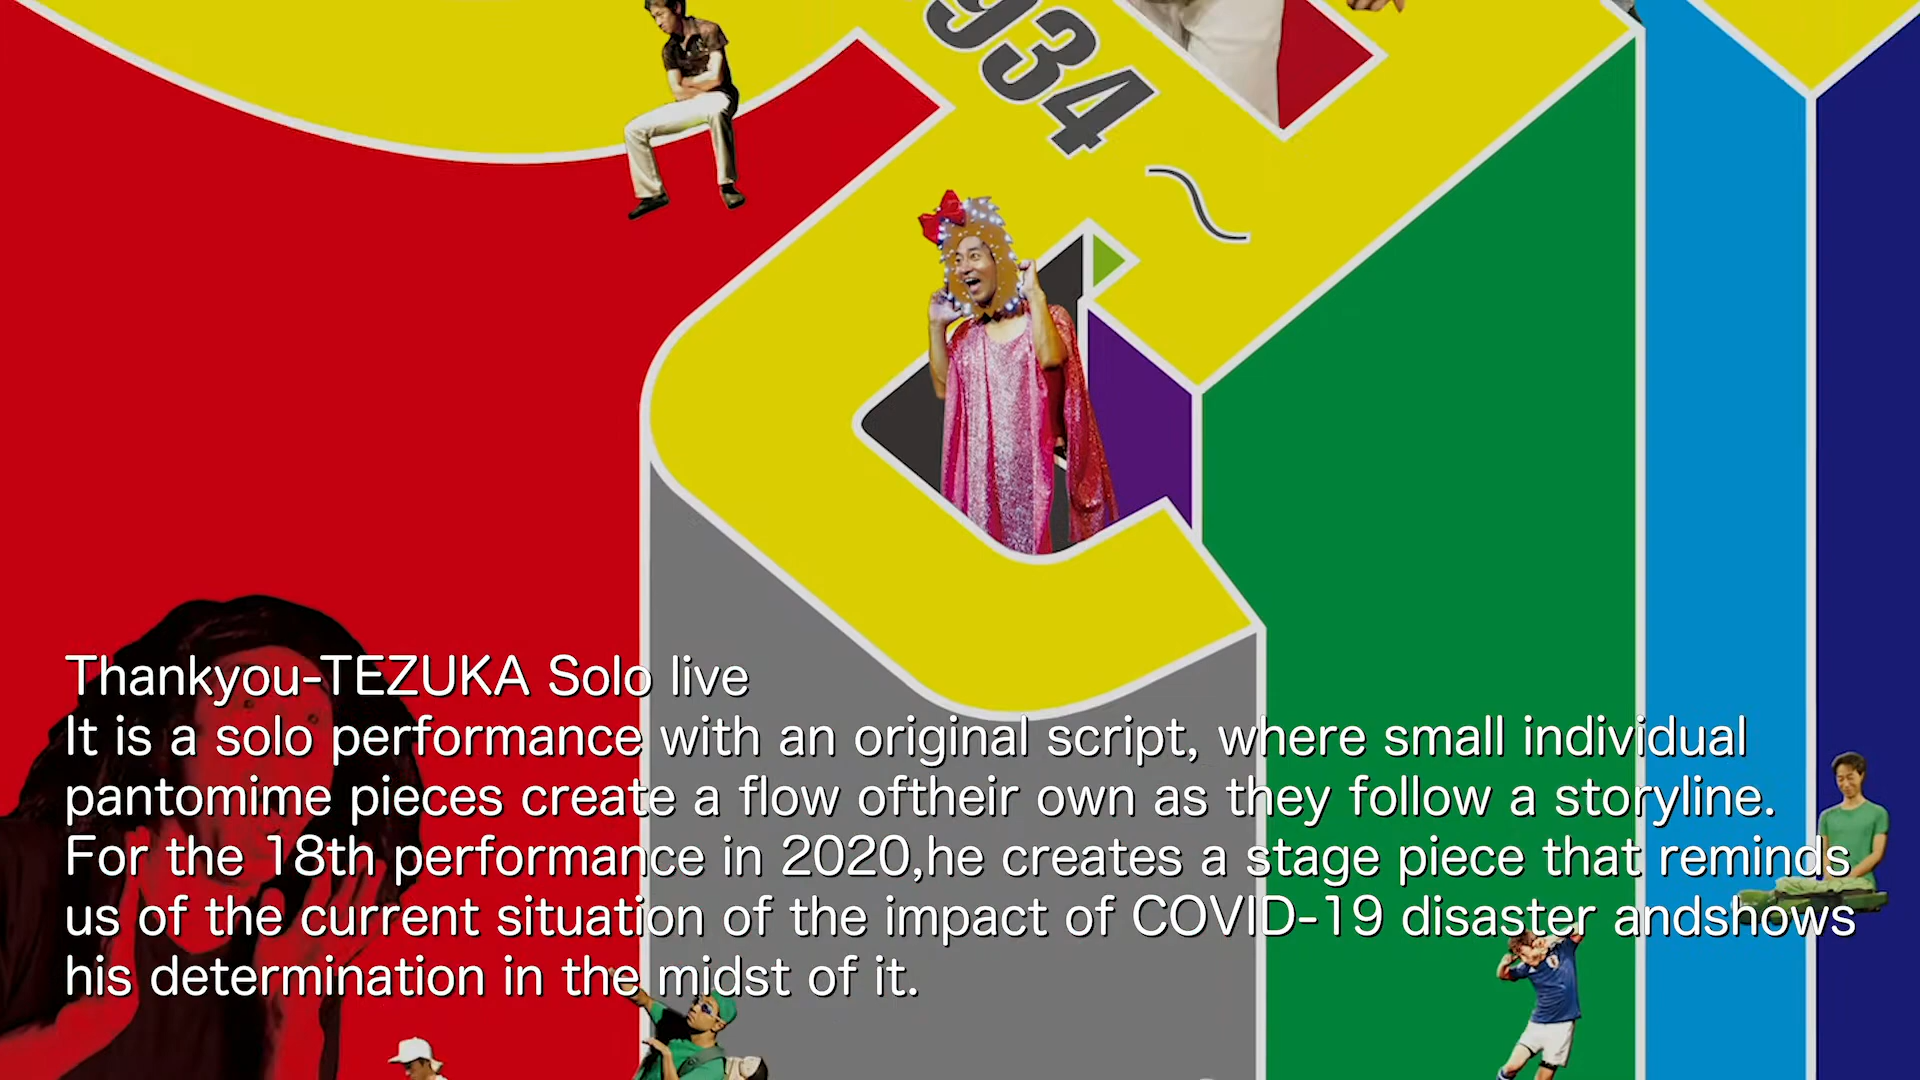 934
～
Thankyou-TEZUKA Solo live
It is a solo performance with an original script, where small individual
pantomime pieces create a flow oftheir own as they follow a storyline.
For the 18th performance in 2020,he creates a stage piece that reminds
us of the current situation of the impact of COVID-19 disaster andshows
his determination in the midst of it.